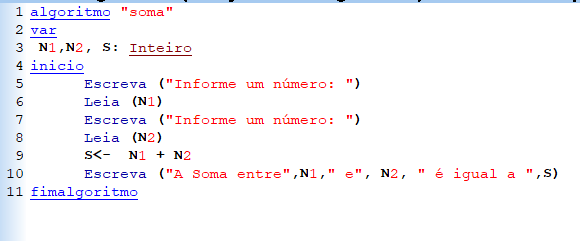 1 algoritmo "soma"
2 var
3 N1,N2, S: Inteiro
4 inicio
5 Escreva ("Informe um número: ")
6 Leia (N1)
7 Escreva ("Informe um número: ")
8 Leia (N2)
9 S<- N1 + N2
10 Escreva ("A Soma entre",N1," e", N2, " é igual a ",S)
11 fimalgoritmo